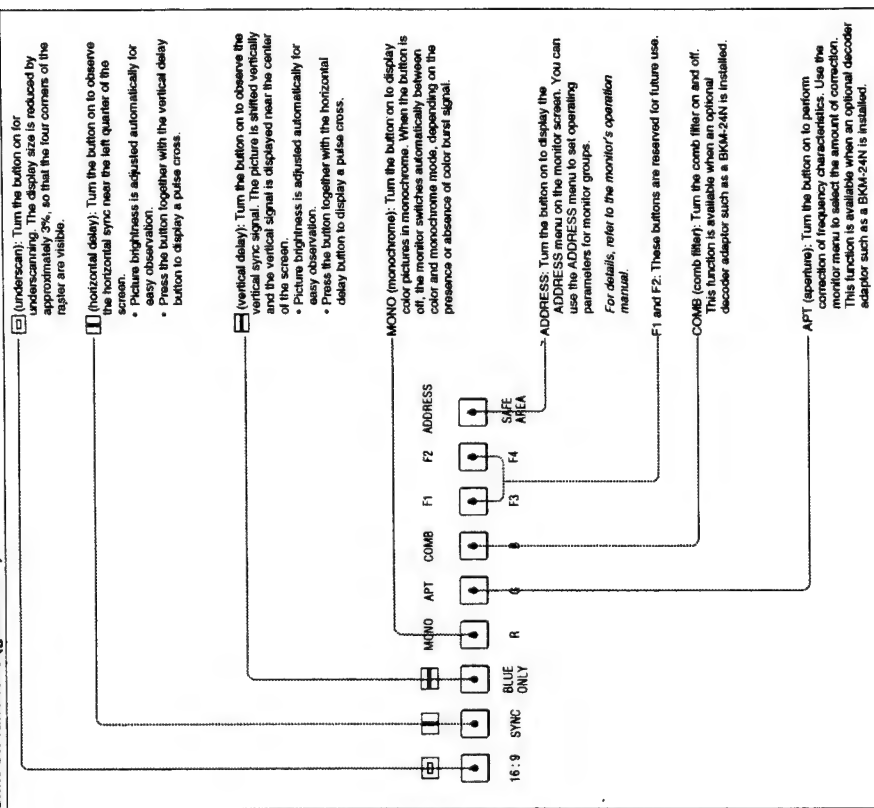 (underscan): Turn the button on for
underscanning. The display size is reduced by
approximately 3%, so that the four corners of the
raster are visible.
(horizontal delay): Turn the button on to observe
the horizontal sync near the left quarter of the
screen.
• Picture brightness is adjusted automatically for
easy observation.
• Press the button together with the vertical delay
button to display a pulse cross.
(vertical delay): Turn the button on to observe the
vertical sync signal. The picture is shifted vertically
and the vertical signal is displayed near the center
of the screen.
• Picture brightness is adjusted automatically for
easy observation.
• Press the button together with the horizontal
delay button to display a pulse cross.
MONO (monochrome): Turn the button on to display
color pictures in monochrome. When the button is
off, the monitor switches automatically between
color and monochrome mode, depending on the
presence or absence of color burst signal.
ADDRESS: Turn the button on to display the
ADDRESS menu on the monitor screen. You can
use the ADDRESS menu to set operating
parameters for monitor groups.
For details, refer to the monitor's operation
manual.
F1 and F2: These buttons are reserved for future use.
COMB (comb filter): Turn the comb filter on and off.
This function is available when an optional
decoder adaptor such as a BKM-24N is installed.
APT (aperture): Turn the button on to perform
correction of frequency characteristics. Use the
monitor menu to select the amount of correction.
This function is available when an optional decoder
adaptor such as a BKM-24N is installed.
MONO APT COMB F1 F2 ADDRESS
16:9 SYNC BLUE ONLY R G B F3 F4 SAFE AREA